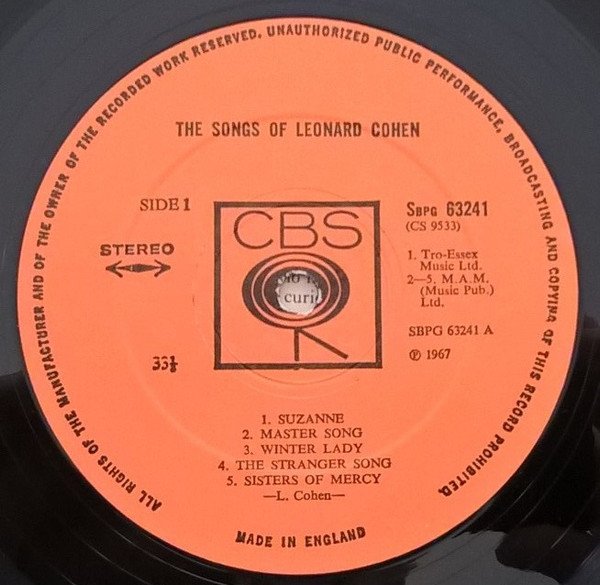 ALL RIGHTS OF THE MANUFACTURER AND OF THE OWNER OF THE RECORDED WORK RESERVED. UNAUTHORIZED PUBLIC PERFORMANCE, BROADCASTING AND COPYING OF THIS RECORD PROHIBITED.
THE SONGS OF LEONARD COHEN
SIDE 1
STEREO
33⅓
CBS
curi
SBPG 63241
(CS 9533)
1. Tro-Essex
Music Ltd.
2—5. M.A.M.
(Music Pub.)
Ltd.
SBPG 63241 A
℗ 1967
1. SUZANNE
2. MASTER SONG
3. WINTER LADY
4. THE STRANGER SONG
5. SISTERS OF MERCY
—L. Cohen—
MADE IN ENGLAND